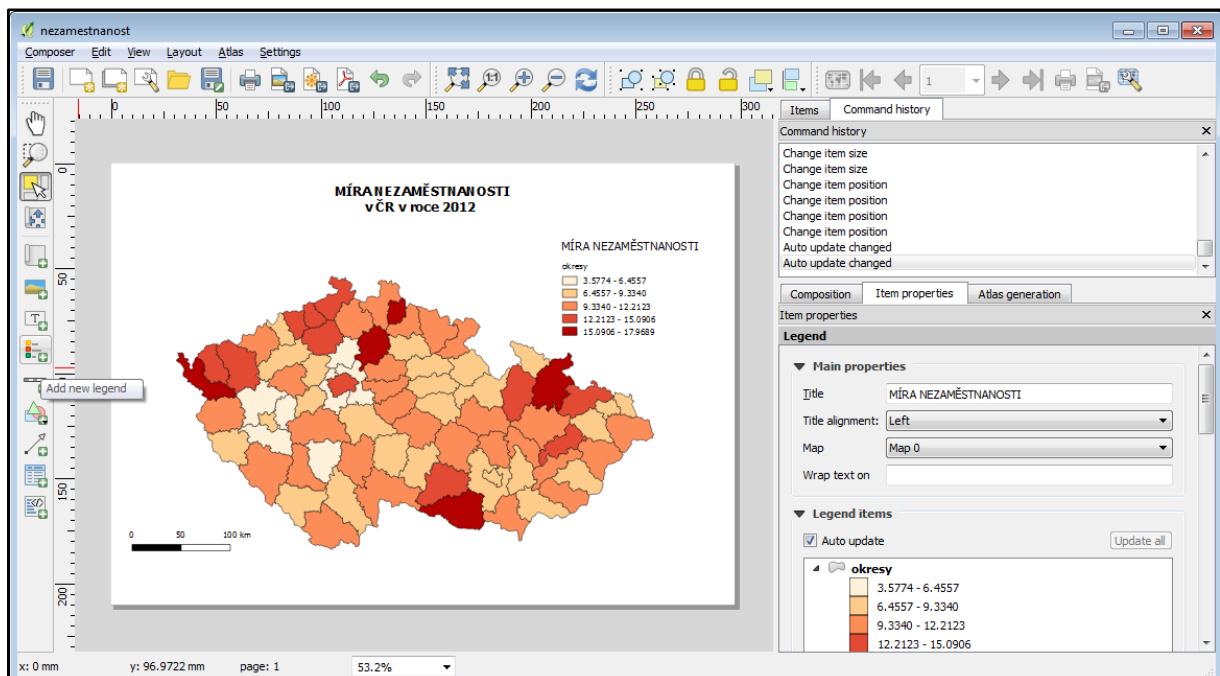 nezamestnanost
Composer Edit View Layout Atlas Settings
1:1
1
0 50 100 150 200 250 300
Items Command history
Command history
Change item size
Change item size
Change item position
Change item position
Change item position
Change item position
Auto update changed
Auto update changed
Composition Item properties Atlas generation
Item properties
Legend
Main properties
Title MÍRA NEZAMĚSTNANOSTI
Title alignment: Left
Map Map 0
Wrap text on
Legend items
Auto update Update all
okresy
3.5774 - 6.4557
6.4557 - 9.3340
9.3340 - 12.2123
12.2123 - 15.0906
0
50
150
200
Add new legend
MÍRA NEZAMĚSTNANOSTI
v ČR v roce 2012
MÍRA NEZAMĚSTNANOSTI
okresy
3.5774 - 6.4557
6.4557 - 9.3340
9.3340 - 12.2123
12.2123 - 15.0906
15.0906 - 17.9689
0 50 100 km
x: 0 mm y: 96.9722 mm page: 1 53.2%